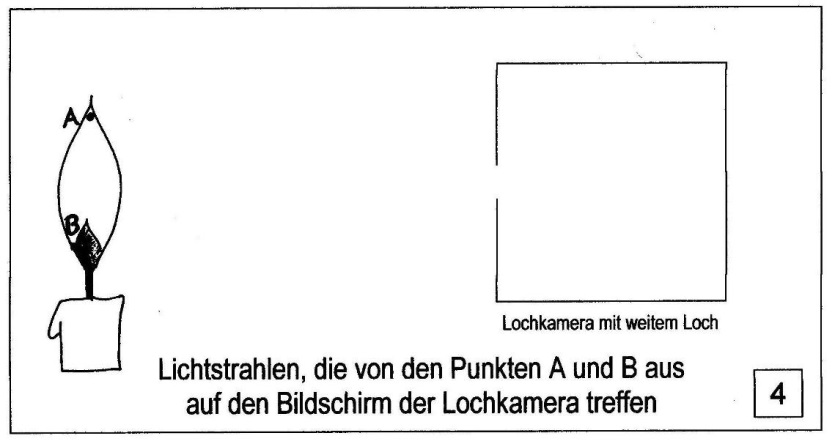 A
B
Lochkamera mit weitem Loch
Lichtstrahlen, die von den Punkten A und B aus
auf den Bildschirm der Lochkamera treffen
4